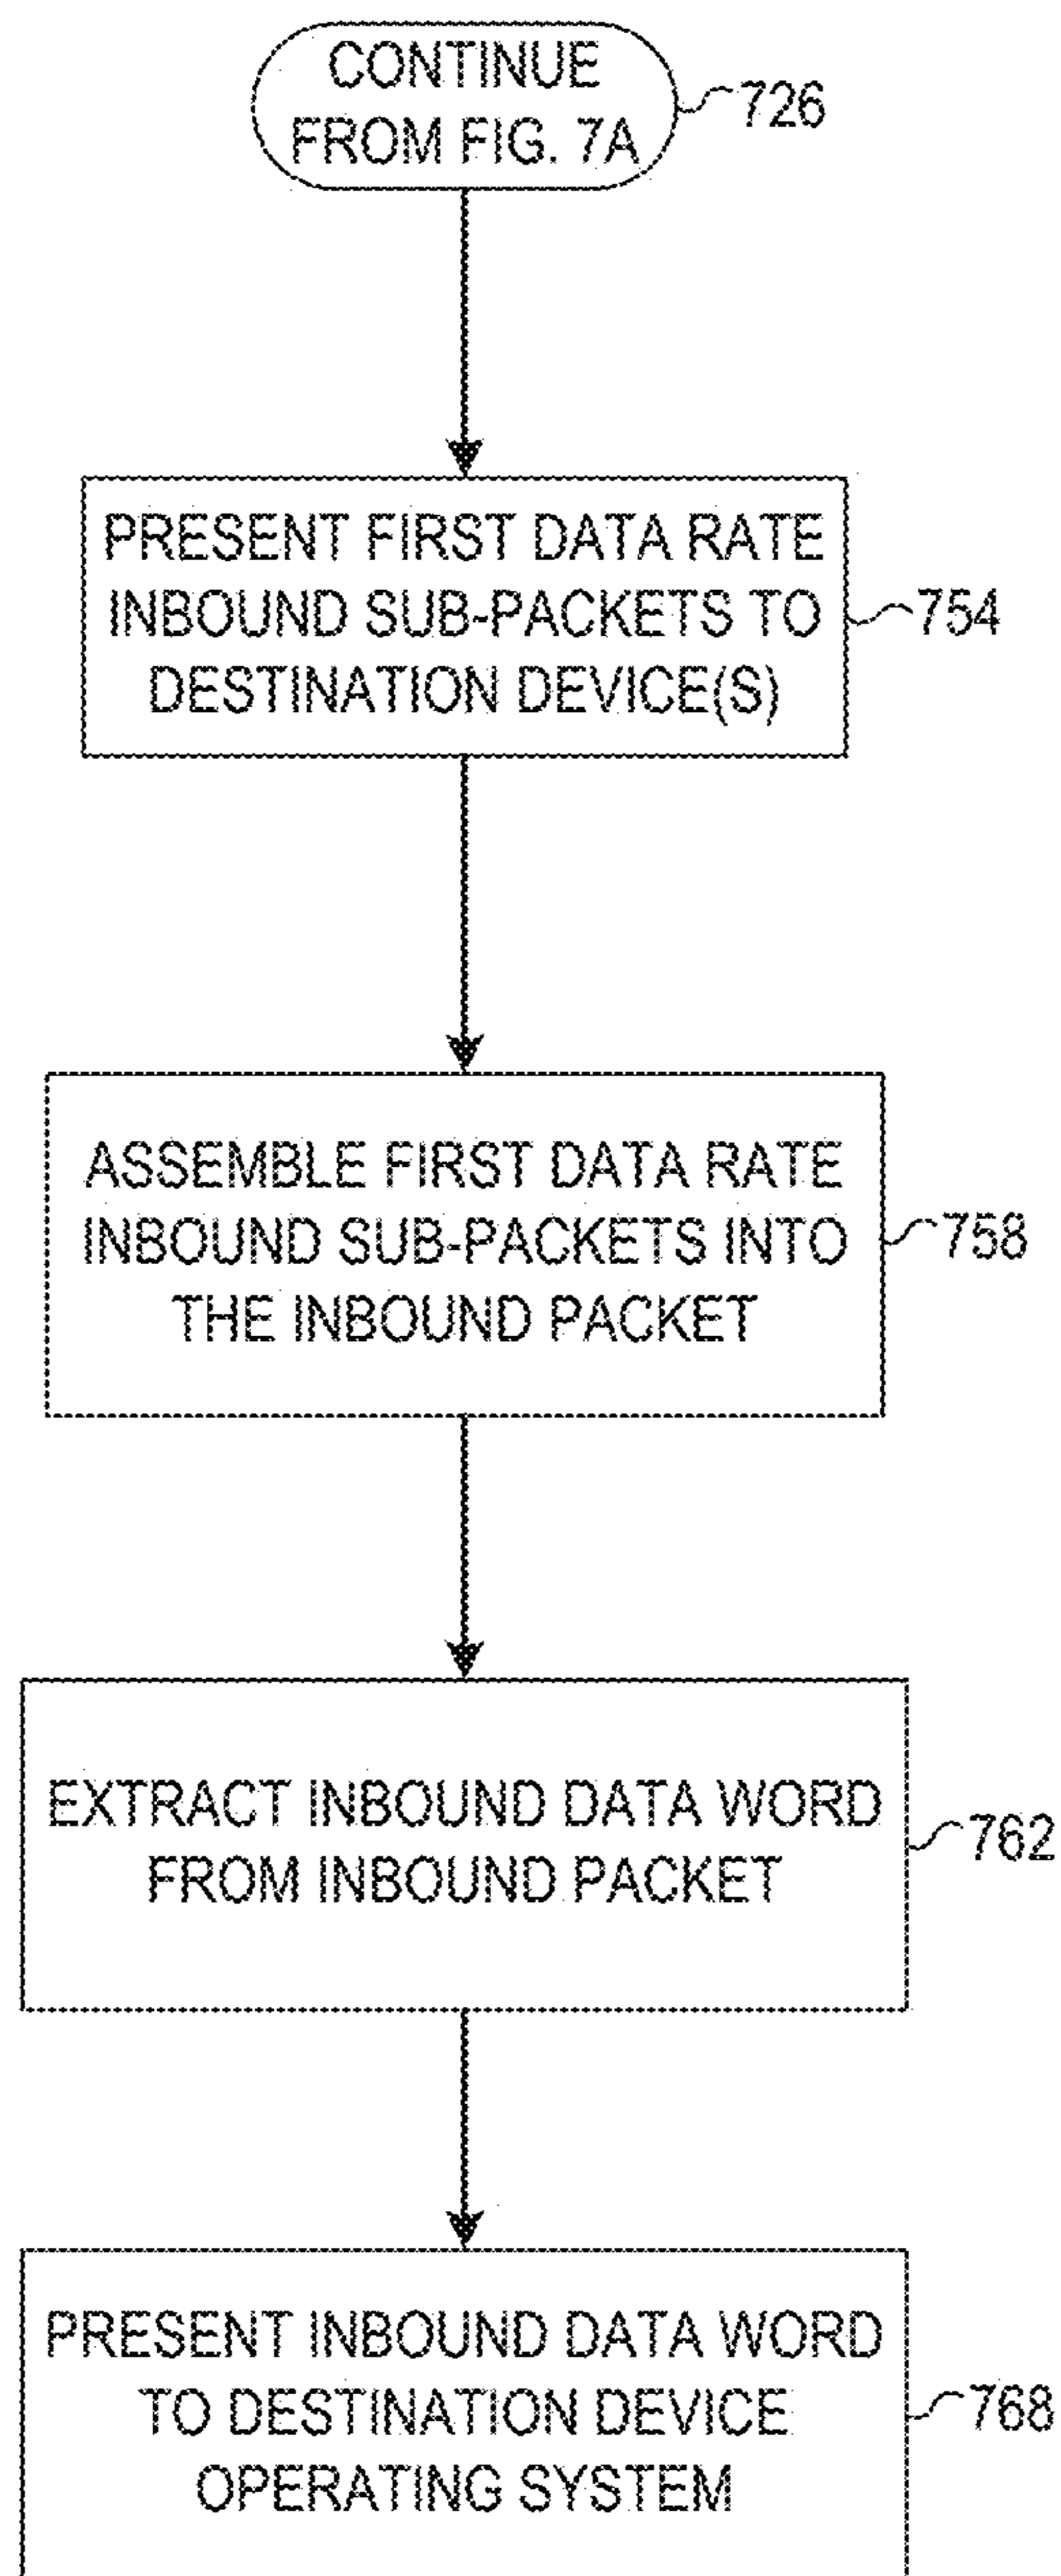 CONTINUE
FROM FIG. 7A
726
PRESENT FIRST DATA RATE
INBOUND SUB-PACKETS TO
DESTINATION DEVICE(S)
754
ASSEMBLE FIRST DATA RATE
INBOUND SUB-PACKETS INTO
THE INBOUND PACKET
758
EXTRACT INBOUND DATA WORD
FROM INBOUND PACKET
762
PRESENT INBOUND DATA WORD
TO DESTINATION DEVICE
OPERATING SYSTEM
768